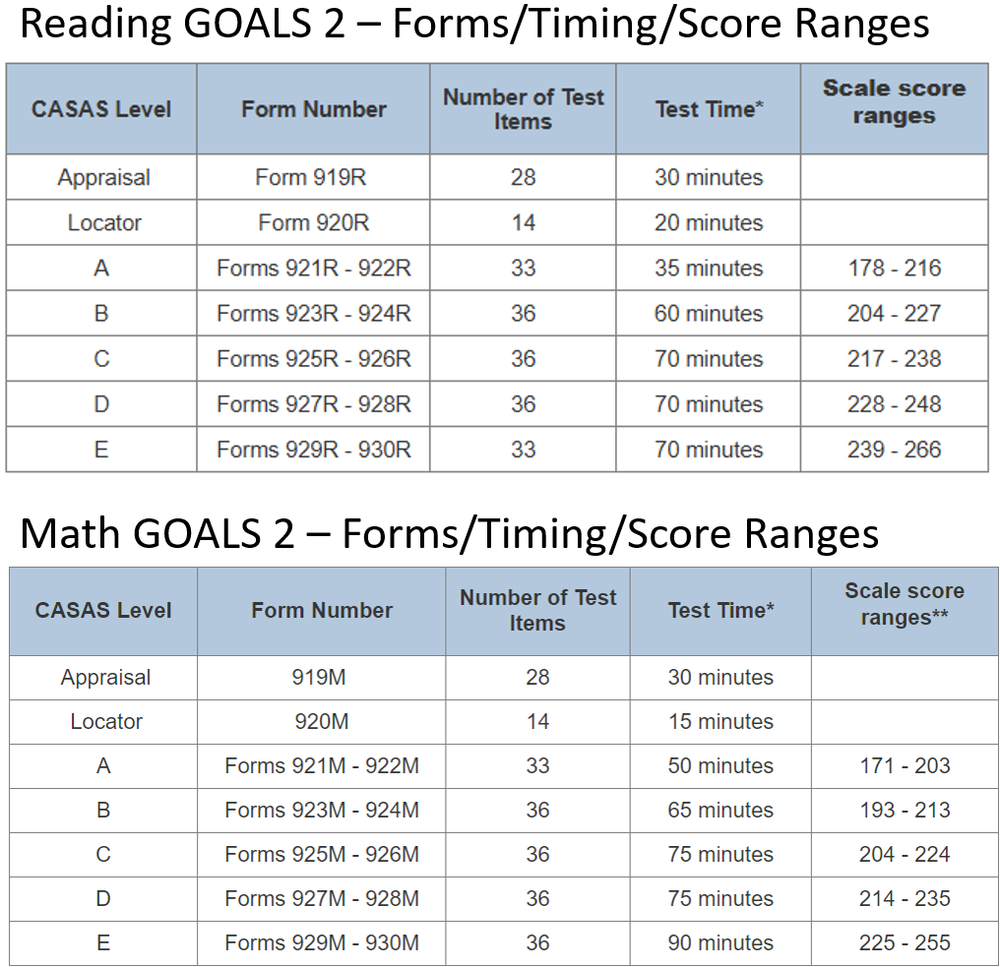 Reading GOALS 2 – Forms/Timing/Score Ranges
CASAS Level Form Number Number of Test Items Test Time* Scale score ranges
Appraisal Form 919R 28 30 minutes
Locator Form 920R 14 20 minutes
A Forms 921R - 922R 33 35 minutes 178 - 216
B Forms 923R - 924R 36 60 minutes 204 - 227
C Forms 925R - 926R 36 70 minutes 217 - 238
D Forms 927R - 928R 36 70 minutes 228 - 248
E Forms 929R - 930R 33 70 minutes 239 - 266
Math GOALS 2 – Forms/Timing/Score Ranges
CASAS Level Form Number Number of Test Items Test Time* Scale score ranges**
Appraisal 919M 28 30 minutes
Locator 920M 14 15 minutes
A Forms 921M - 922M 33 50 minutes 171 - 203
B Forms 923M - 924M 36 65 minutes 193 - 213
C Forms 925M - 926M 36 75 minutes 204 - 224
D Forms 927M - 928M 36 75 minutes 214 - 235
E Forms 929M - 930M 36 90 minutes 225 - 255